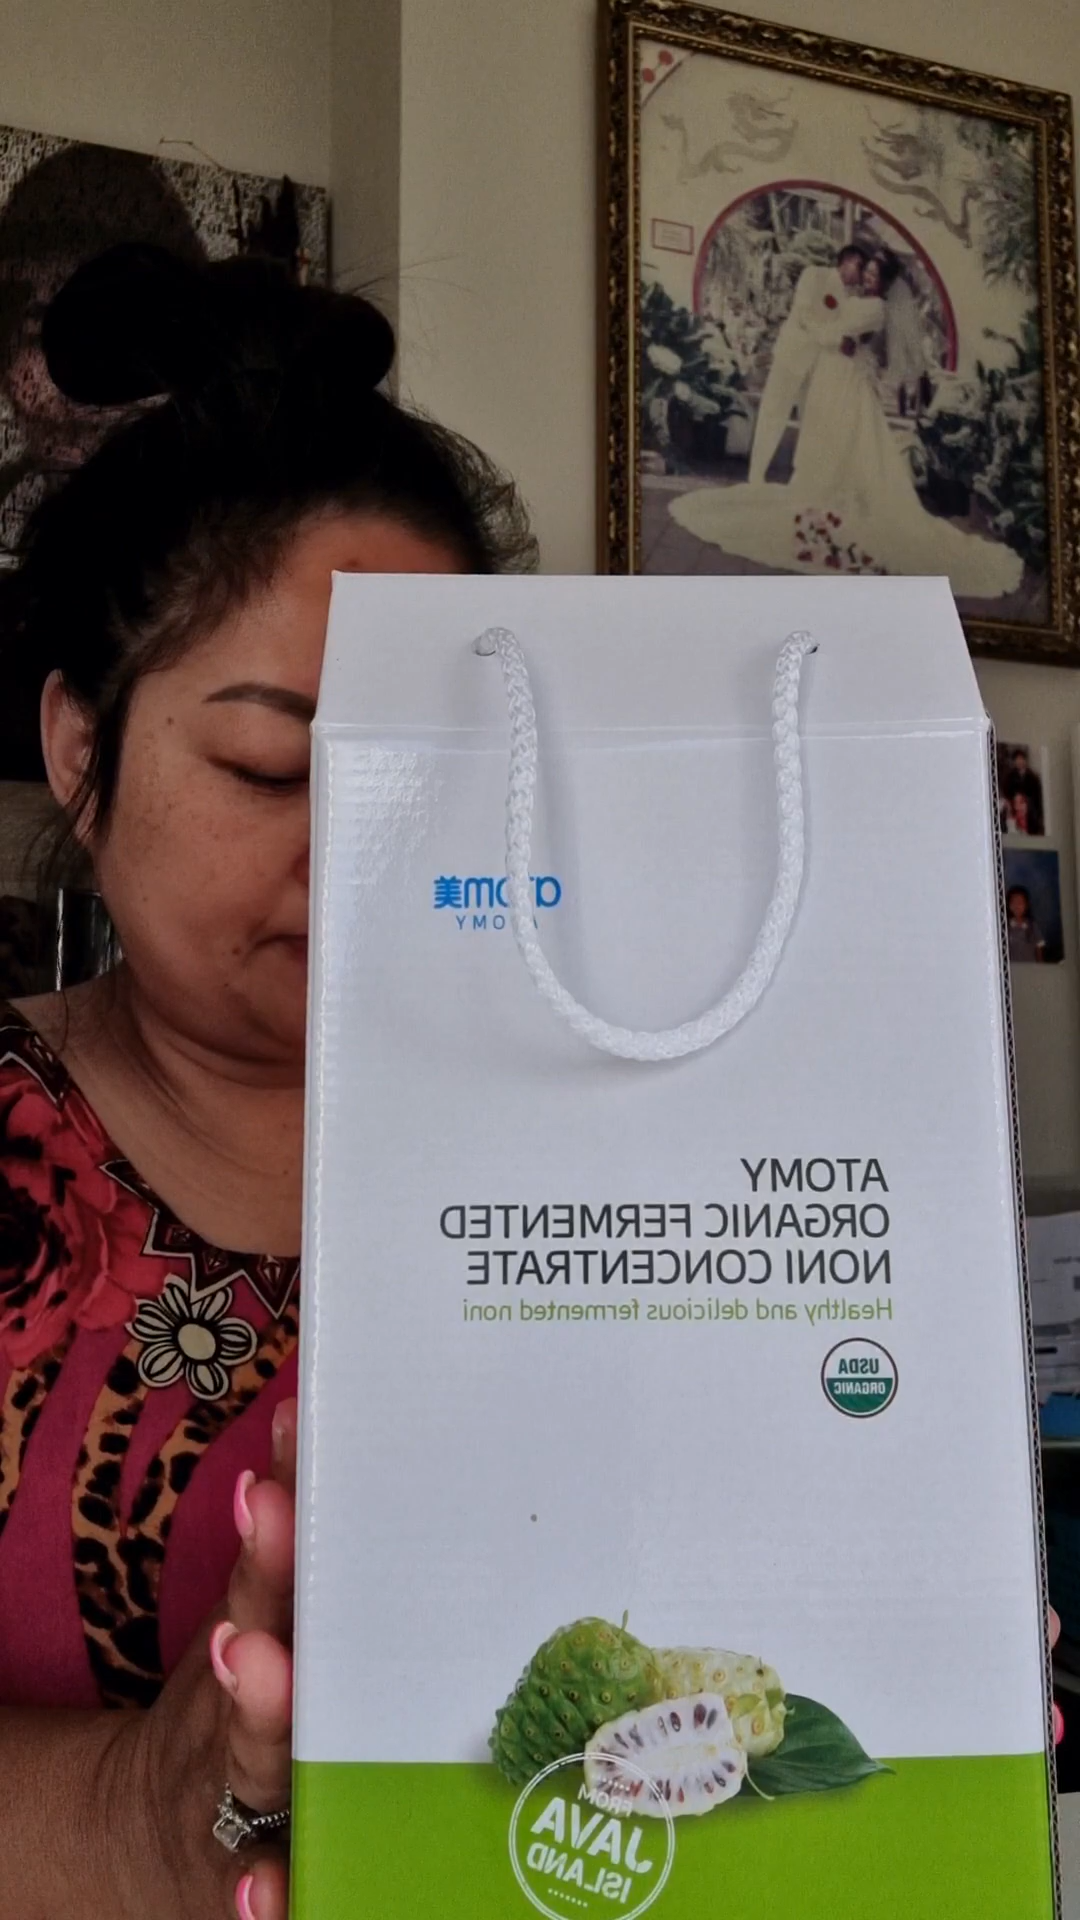 atom美
ATOMY
ATOMY
ORGANIC FERMENTED
NONI CONCENTRATE
Healthy and delicious fermented noni
USDA
ORGANIC
FROM
JAVA
ISLAND